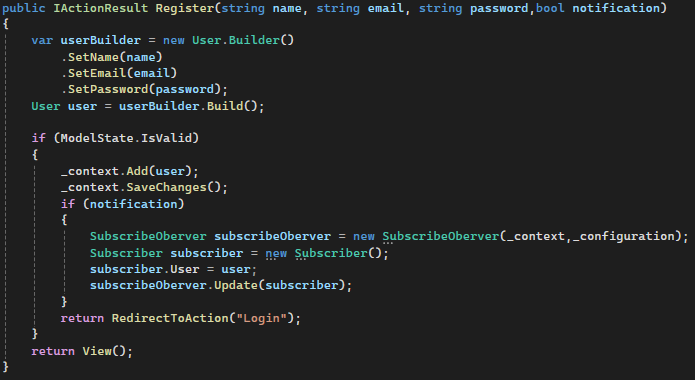 public IActionResult Register(string name, string email, string password,bool notification)
{
var userBuilder = new User.Builder()
.SetName(name)
.SetEmail(email)
.SetPassword(password);
User user = userBuilder.Build();
if (ModelState.IsValid)
{
_context.Add(user);
_context.SaveChanges();
if (notification)
{
SubscribeOberver subscribeOberver = new SubscribeOberver(_context,_configuration);
Subscriber subscriber = new Subscriber();
subscriber.User = user;
subscribeOberver.Update(subscriber);
}
return RedirectToAction("Login");
}
return View();
}